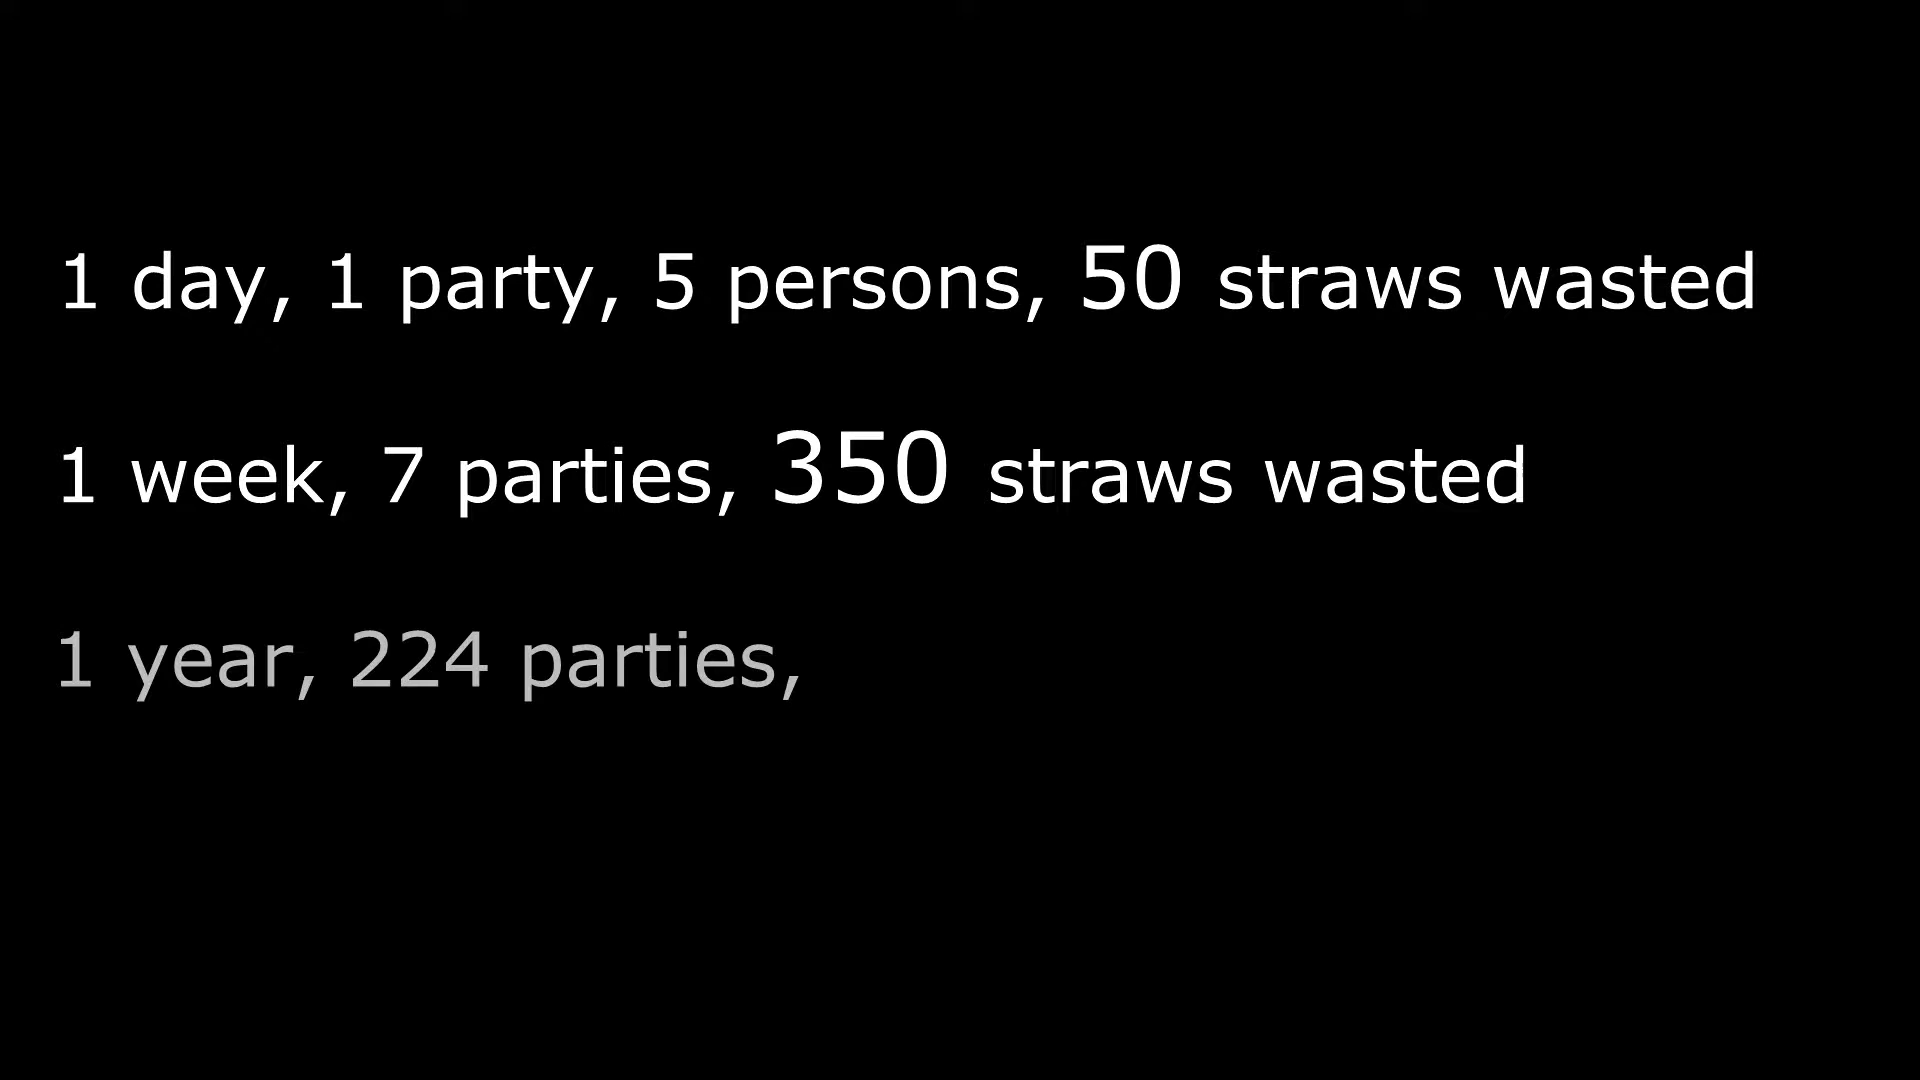 1 day, 1 party, 5 persons, 50 straws wasted
1 week, 7 parties, 350 straws wasted
1 year, 224 parties,